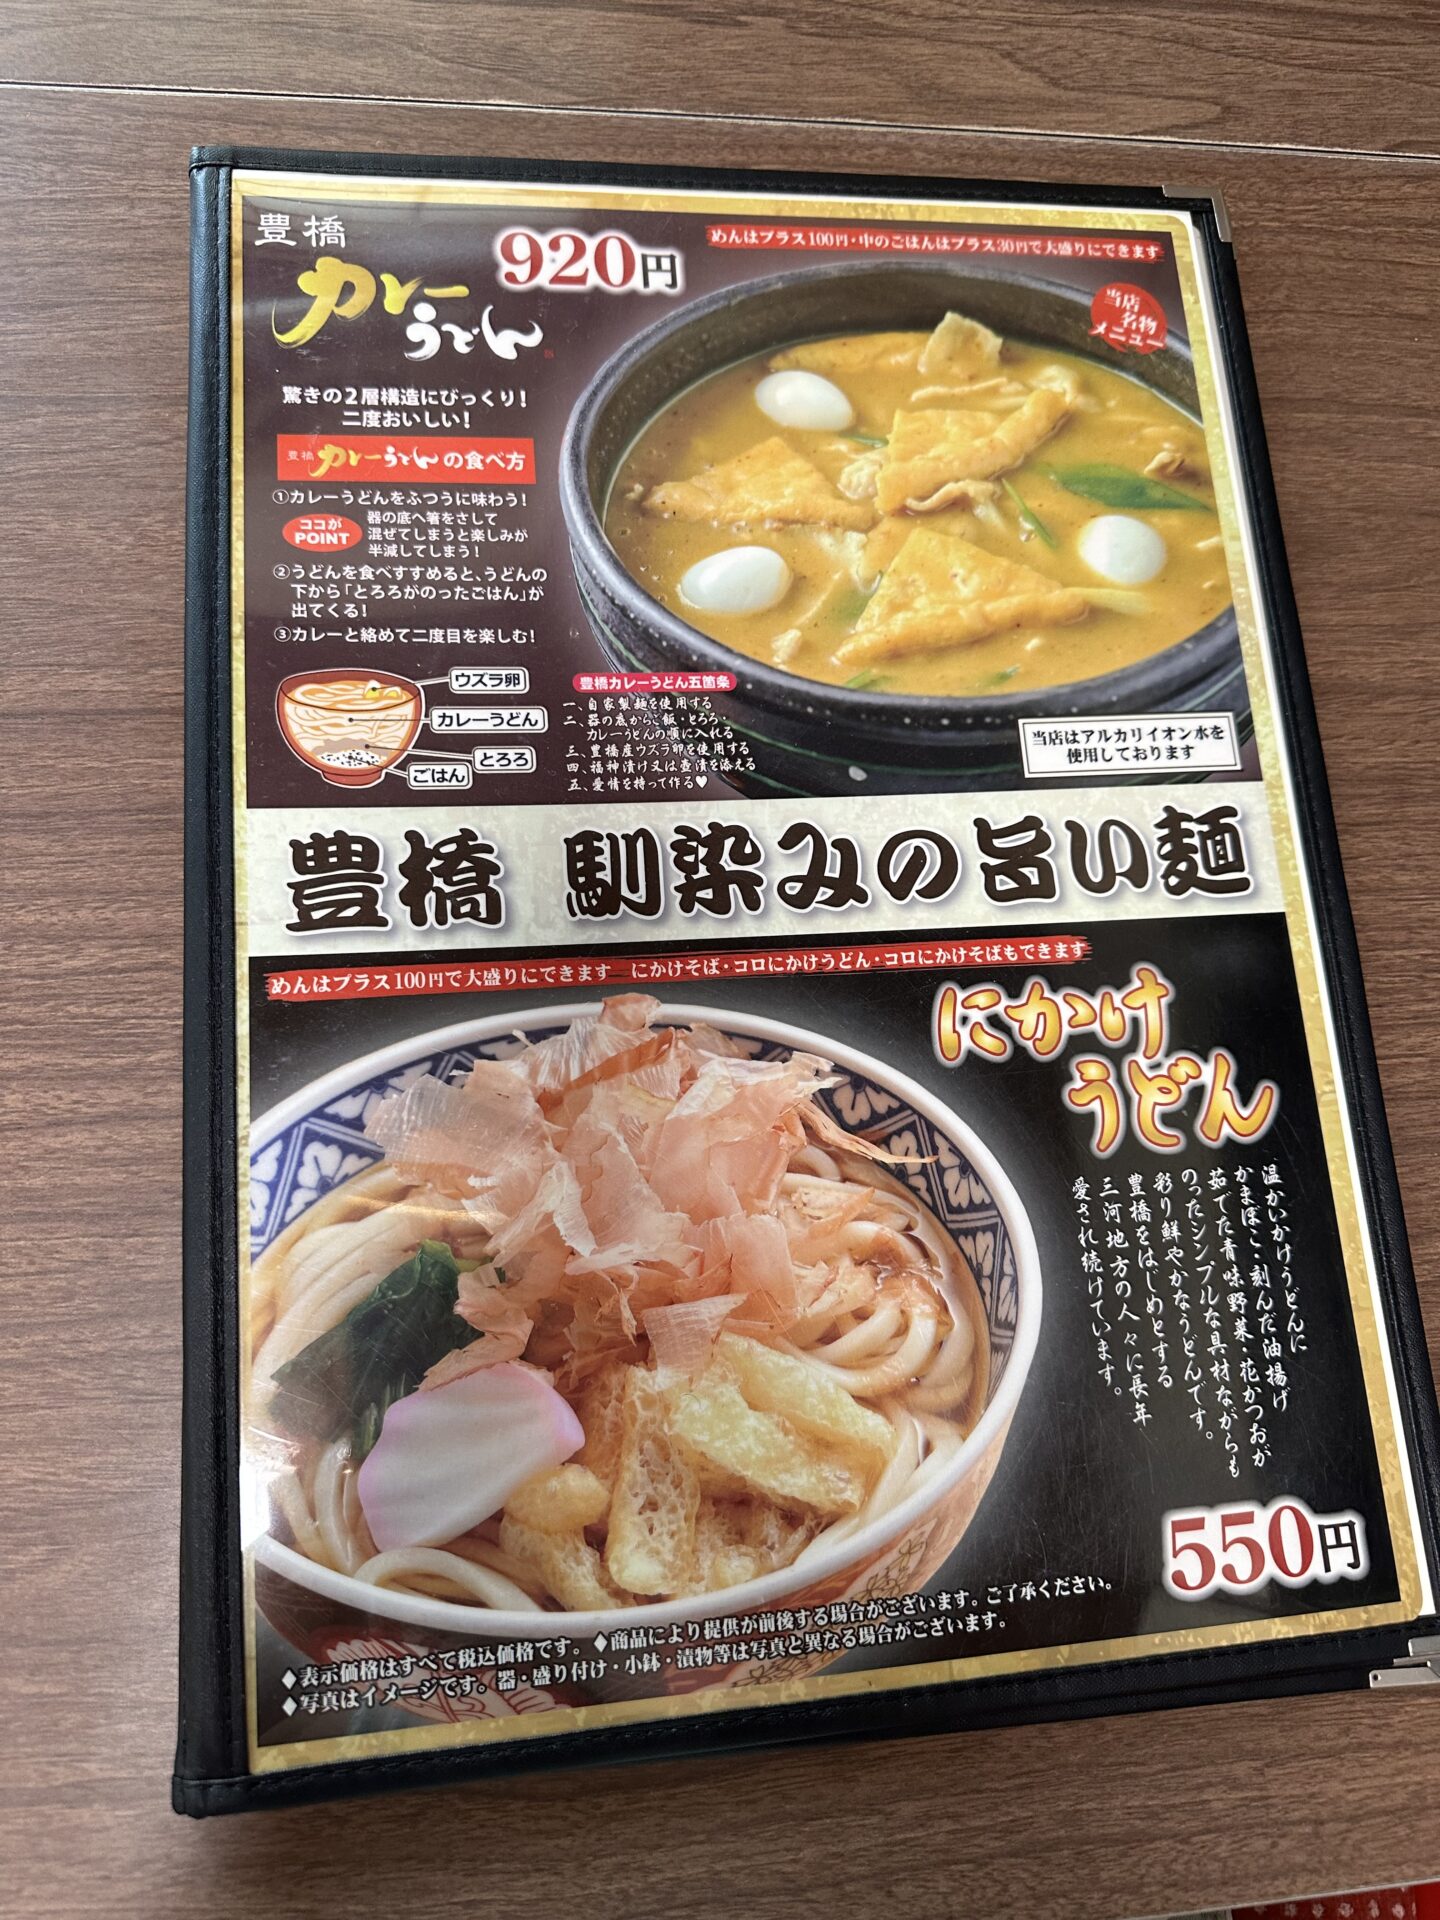 豊橋
カレー
うどん
920円
めんはプラス100円・中のごはんはプラス30円で大盛りにできます
当店
名物
メニュー
驚きの2層構造にびっくり!
二度おいしい!
豊橋 カレーうどんの食べ方
①カレーうどんをふつうに味わう!
ココが
POINT
器の底へ箸をさして
混ぜてしまうと楽しみが
半減してしまう!
②うどんを食べすすめると、うどんの
下から「とろろがのったごはん」が
出てくる!
③カレーと絡めて二度目を楽しむ!
ウズラ卵
カレーうどん
とろろ
ごはん
豊橋カレーうどん五箇条
一、自家製麺を使用する
二、器の底からご飯・とろろ・
カレーうどんの順に入れる
三、豊橋産ウズラ卵を使用する
四、福神漬け又は壺漬を添える
五、愛情を持って作る♥
当店はアルカリイオン水を
使用しております
豊橋 馴染みの旨い麺
めんはプラス100円で大盛りにできます にかけそば・コロにかけうどん・コロにかけそばもできます
にかけ
うどん
温かいかけうどんに
かまぼこ・刻んだ油揚げ
茹でた青味野菜・花かつおが
のったシンプルな具材ながらも
彩り鮮やかなうどんです。
豊橋をはじめとする
三河地方の人々に長年
愛され続けています。
550円
◆表示価格はすべて税込価格です。◆商品により提供が前後する場合がございます。ご了承ください。
◆写真はイメージです。器・盛り付け・小鉢・漬物等は写真と異なる場合がございます。